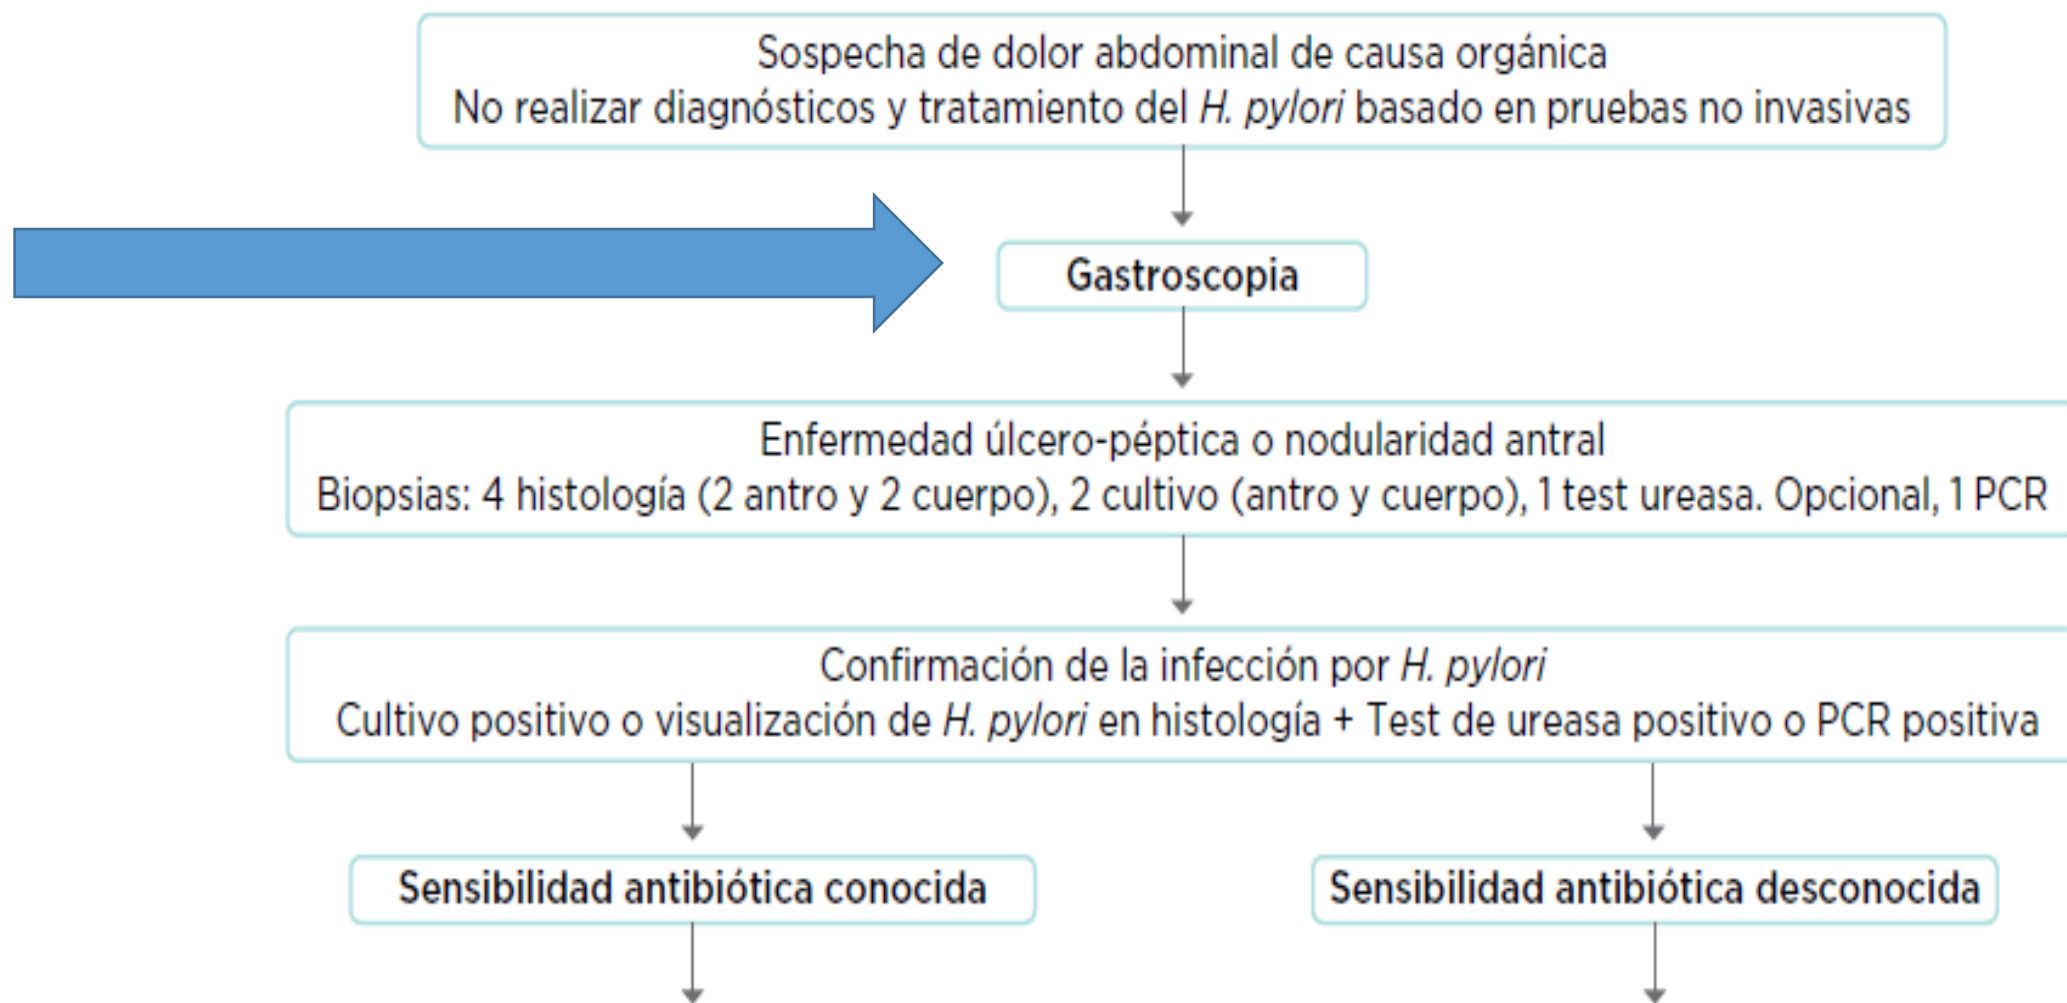 Sospecha de dolor abdominal de causa orgánica
No realizar diagnósticos y tratamiento del H. pylori basado en pruebas no invasivas
Gastroscopia
Enfermedad úlcero-péptica o nodularidad antral
Biopsias: 4 histología (2 antro y 2 cuerpo), 2 cultivo (antro y cuerpo), 1 test ureasa. Opcional, 1 PCR
Confirmación de la infección por H. pylori
Cultivo positivo o visualización de H. pylori en histología + Test de ureasa positivo o PCR positiva
Sensibilidad antibiótica conocida
Sensibilidad antibiótica desconocida